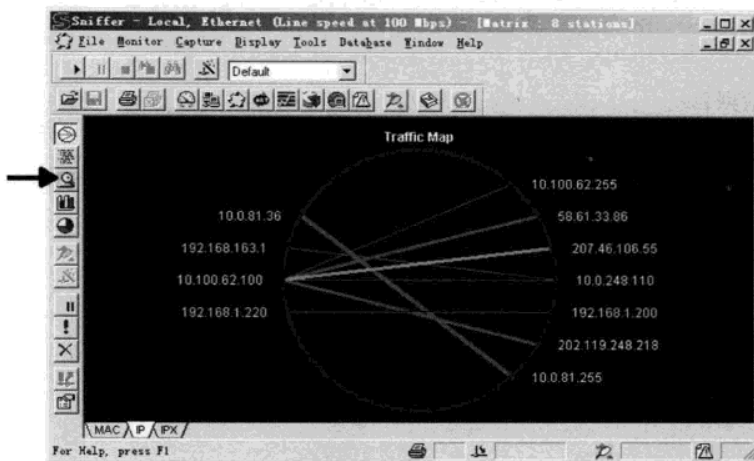 Sniffer - Local, Ethernet (Line speed at 100 Mbps) - [Matrix : 8 stations]
File Monitor Capture Display Tools Database Window Help
Default
Traffic Map
10.100.62.255
10.0.81.36
58.61.33.86
192.168.163.1
207.46.106.55
10.100.62.100
10.0.248.110
192.168.1.220
192.168.1.200
202.119.248.218
10.0.81.255
MAC IP IPX
For Help, press F1